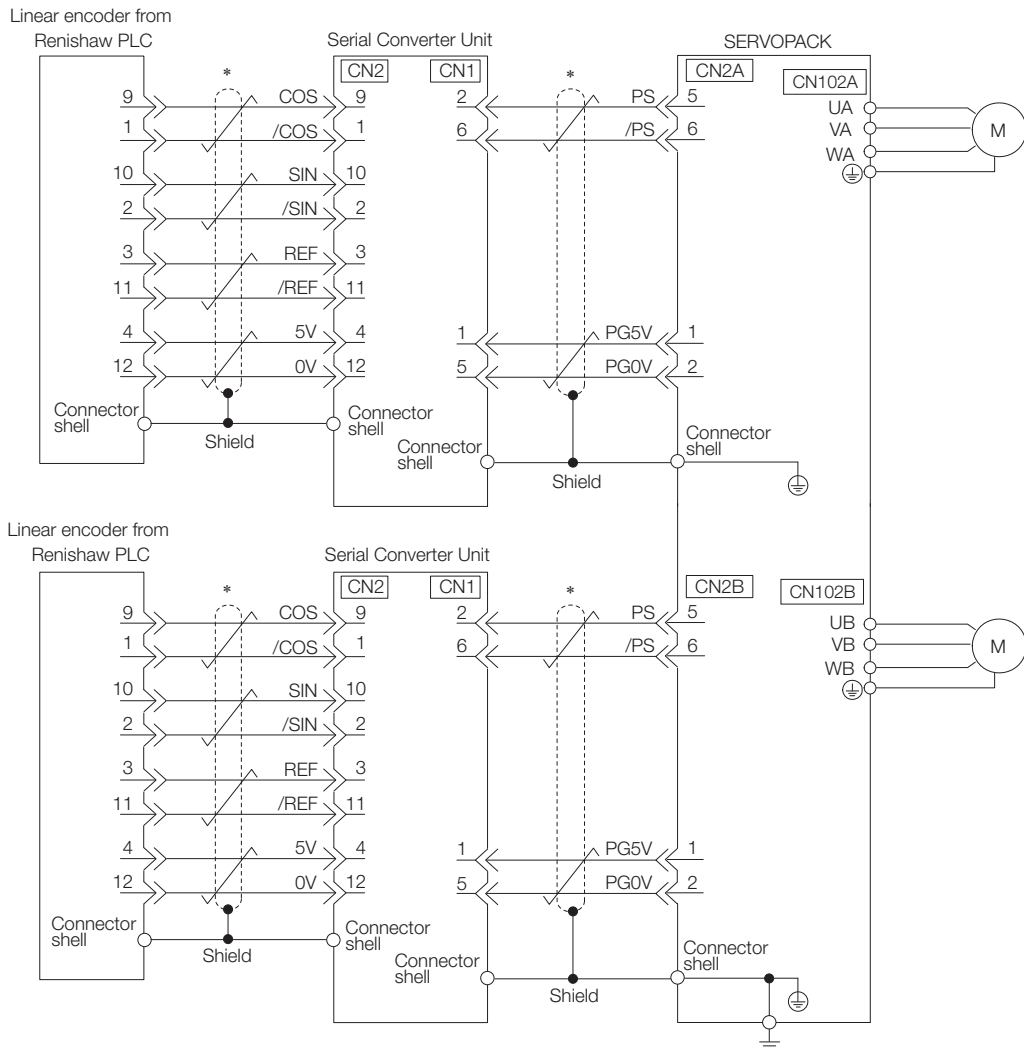 Linear encoder from
Renishaw PLC
Serial Converter Unit
SERVOPACK
CN2
CN1
CN2A
CN102A
*
*
9
COS
9
2
PS
5
UA
1
/COS
1
6
/PS
6
VA
WA
M
10
SIN
10
2
/SIN
2
3
REF
3
11
/REF
11
4
5V
4
1
PG5V
1
12
0V
12
5
PG0V
2
Connector
shell
Shield
Connector
shell
Connector
shell
Shield
Connector
shell
Linear encoder from
Renishaw PLC
Serial Converter Unit
CN2
CN1
CN2B
CN102B
*
*
9
COS
9
2
PS
5
UB
1
/COS
1
6
/PS
6
VB
WB
M
10
SIN
10
2
/SIN
2
3
REF
3
11
/REF
11
4
5V
4
1
PG5V
1
12
0V
12
5
PG0V
2
Connector
shell
Shield
Connector
shell
Connector
shell
Shield
Connector
shell